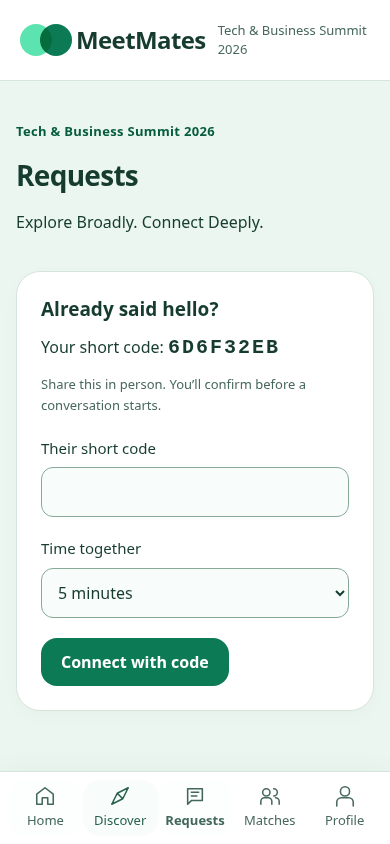 MeetMates
Tech & Business Summit
2026
Tech & Business Summit 2026
Requests
Explore Broadly. Connect Deeply.
Already said hello?
Your short code: 6D6F32EB
Share this in person. You’ll confirm before a
conversation starts.
Their short code
Time together
5 minutes
Connect with code
Home
Discover
Requests
Matches
Profile